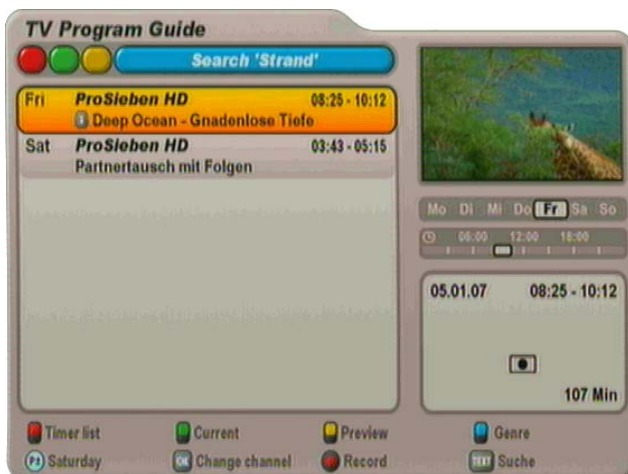 TV Program Guide
Search 'Strand'
Fri ProSieben HD 08:25 - 10:12
Deep Ocean - Gnadenlose Tiefe
Sat ProSieben HD 03:43 - 05:15
Partnertausch mit Folgen
Mo Di Mi Do Fr Sa So
06:00 12:00 18:00
05.01.07 08:25 - 10:12
107 Min
Timer list Current Preview Genre
P± Saturday OK Change channel Record TEXT Suche